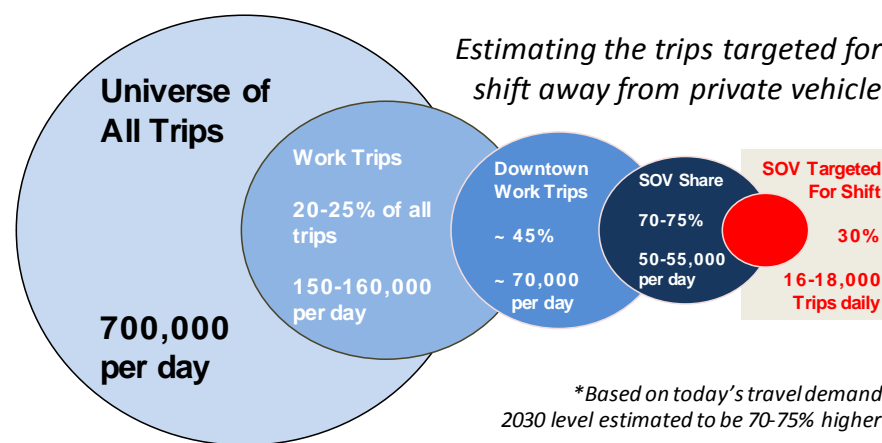 Estimating the trips targeted for
shift away from private vehicle
Universe of
All Trips
700,000
per day
Work Trips
20-25% of all
trips
150-160,000
per day
Downtown
Work Trips
~ 45%
~ 70,000
per day
SOV Share
70-75%
50-55,000
per day
SOV Targeted
For Shift
30%
16-18,000
Trips daily
*Based on today's travel demand
2030 level estimated to be 70-75% higher